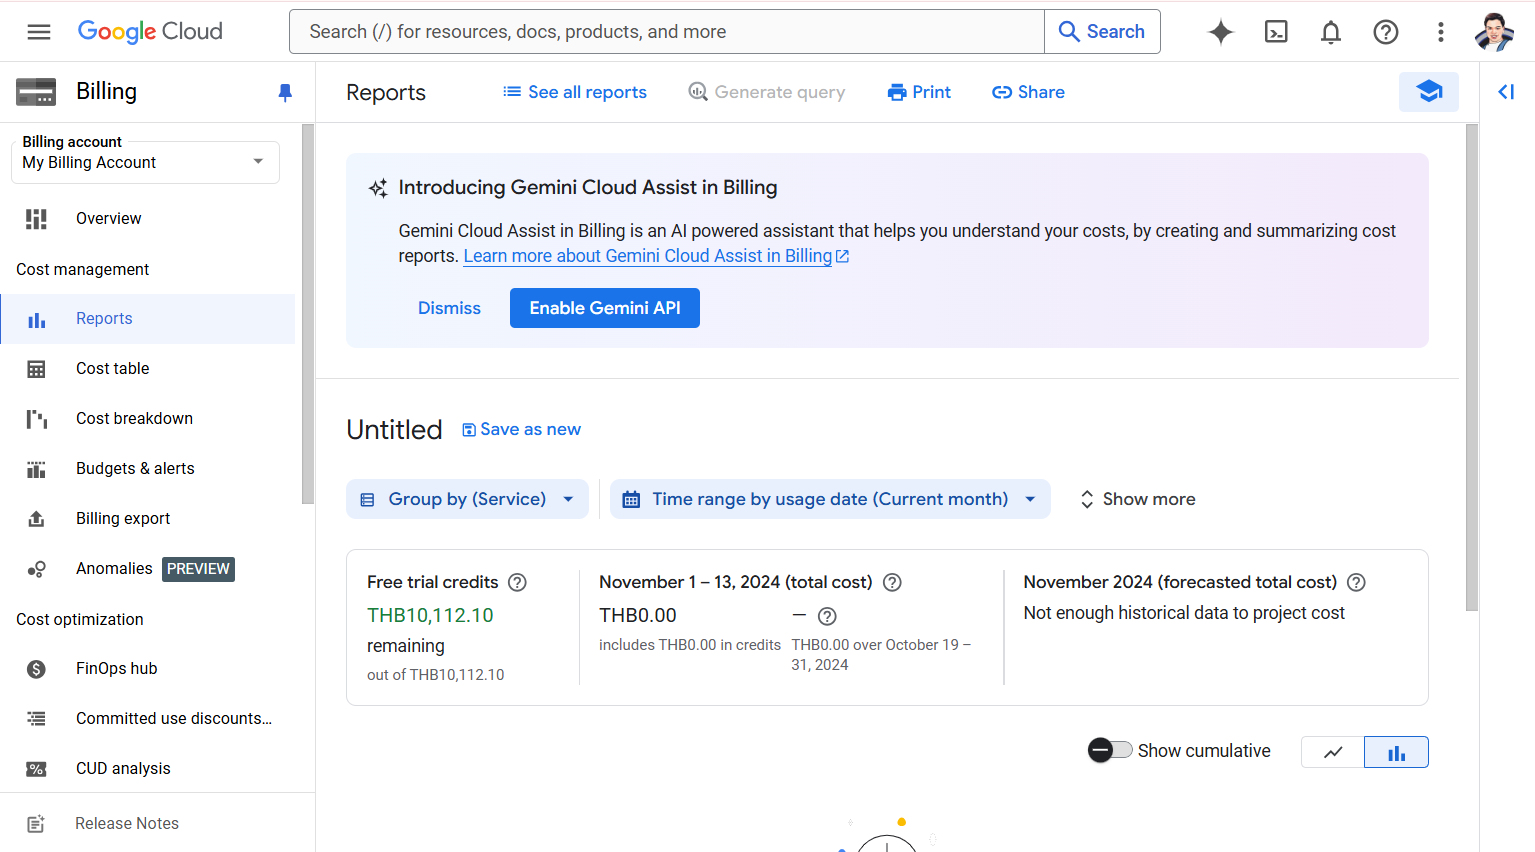 Google Cloud
Search (/) for resources, docs, products, and more
Search
Billing
Reports
See all reports
Generate query
Print
Share
Billing account
My Billing Account
Overview
Cost management
Reports
Cost table
Cost breakdown
Budgets & alerts
Billing export
Anomalies PREVIEW
Cost optimization
FinOps hub
Committed use discounts...
CUD analysis
Release Notes
Introducing Gemini Cloud Assist in Billing
Gemini Cloud Assist in Billing is an AI powered assistant that helps you understand your costs, by creating and summarizing cost
reports. Learn more about Gemini Cloud Assist in Billing
Dismiss
Enable Gemini API
Untitled
Save as new
Group by (Service)
Time range by usage date (Current month)
Show more
Free trial credits
THB10,112.10
remaining
out of THB10,112.10
November 1 – 13, 2024 (total cost)
THB0.00
includes THB0.00 in credits
—
THB0.00 over October 19 –
31, 2024
November 2024 (forecasted total cost)
Not enough historical data to project cost
Show cumulative